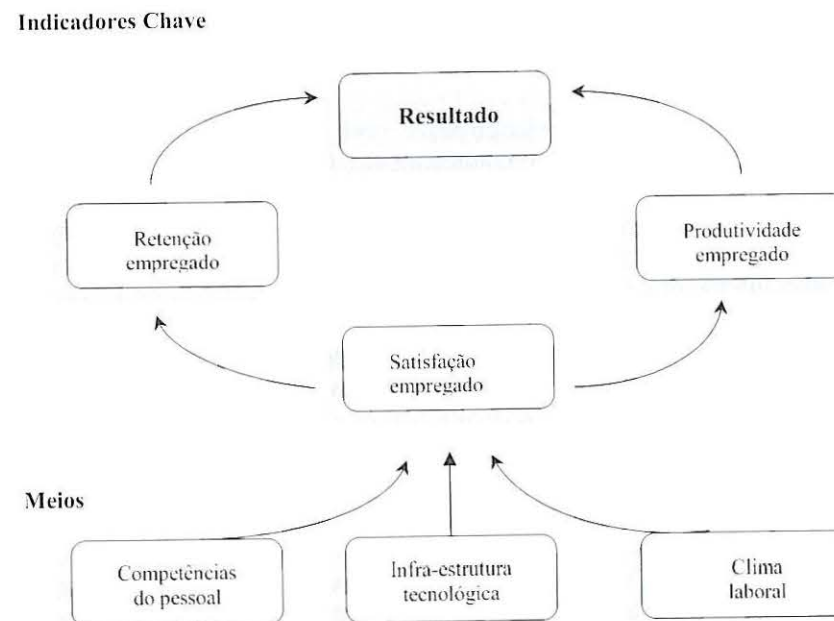 Indicadores Chave
Resultado
Retenção
empregado
Produtividade
empregado
Satisfação
empregado
Meios
Competências
do pessoal
Infra-estrutura
tecnológica
Clima
laboral